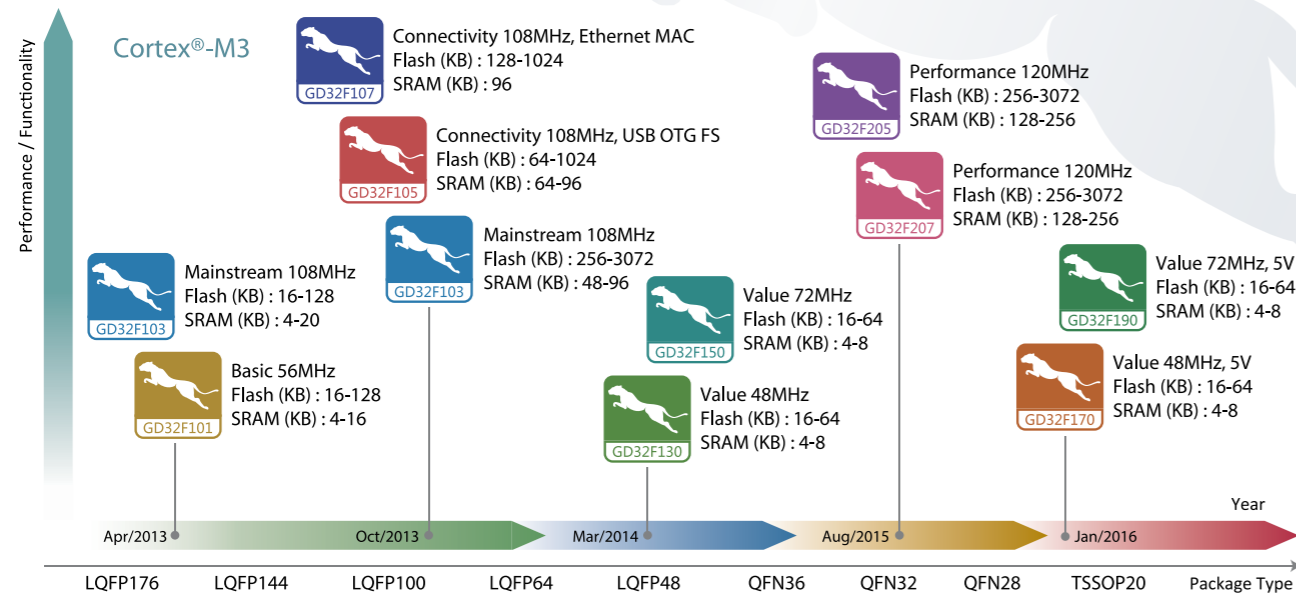 Performance / Functionality
Cortex®-M3
GD32F107
Connectivity 108MHz, Ethernet MAC
Flash (KB) : 128-1024
SRAM (KB) : 96
GD32F105
Connectivity 108MHz, USB OTG FS
Flash (KB) : 64-1024
SRAM (KB) : 64-96
GD32F103
Mainstream 108MHz
Flash (KB) : 256-3072
SRAM (KB) : 48-96
GD32F103
Mainstream 108MHz
Flash (KB) : 16-128
SRAM (KB) : 4-20
GD32F101
Basic 56MHz
Flash (KB) : 16-128
SRAM (KB) : 4-16
GD32F150
Value 72MHz
Flash (KB) : 16-64
SRAM (KB) : 4-8
GD32F130
Value 48MHz
Flash (KB) : 16-64
SRAM (KB) : 4-8
GD32F205
Performance 120MHz
Flash (KB) : 256-3072
SRAM (KB) : 128-256
GD32F207
Performance 120MHz
Flash (KB) : 256-3072
SRAM (KB) : 128-256
GD32F190
Value 72MHz, 5V
Flash (KB) : 16-64
SRAM (KB) : 4-8
GD32F170
Value 48MHz, 5V
Flash (KB) : 16-64
SRAM (KB) : 4-8
Year
Apr/2013
Oct/2013
Mar/2014
Aug/2015
Jan/2016
LQFP176
LQFP144
LQFP100
LQFP64
LQFP48
QFN36
QFN32
QFN28
TSSOP20
Package Type